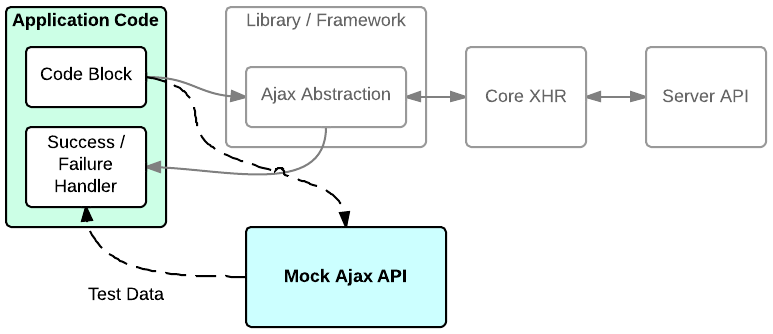 Application Code
Library / Framework
Code Block
Ajax Abstraction
Core XHR
Server API
Success /
Failure
Handler
Mock Ajax API
Test Data